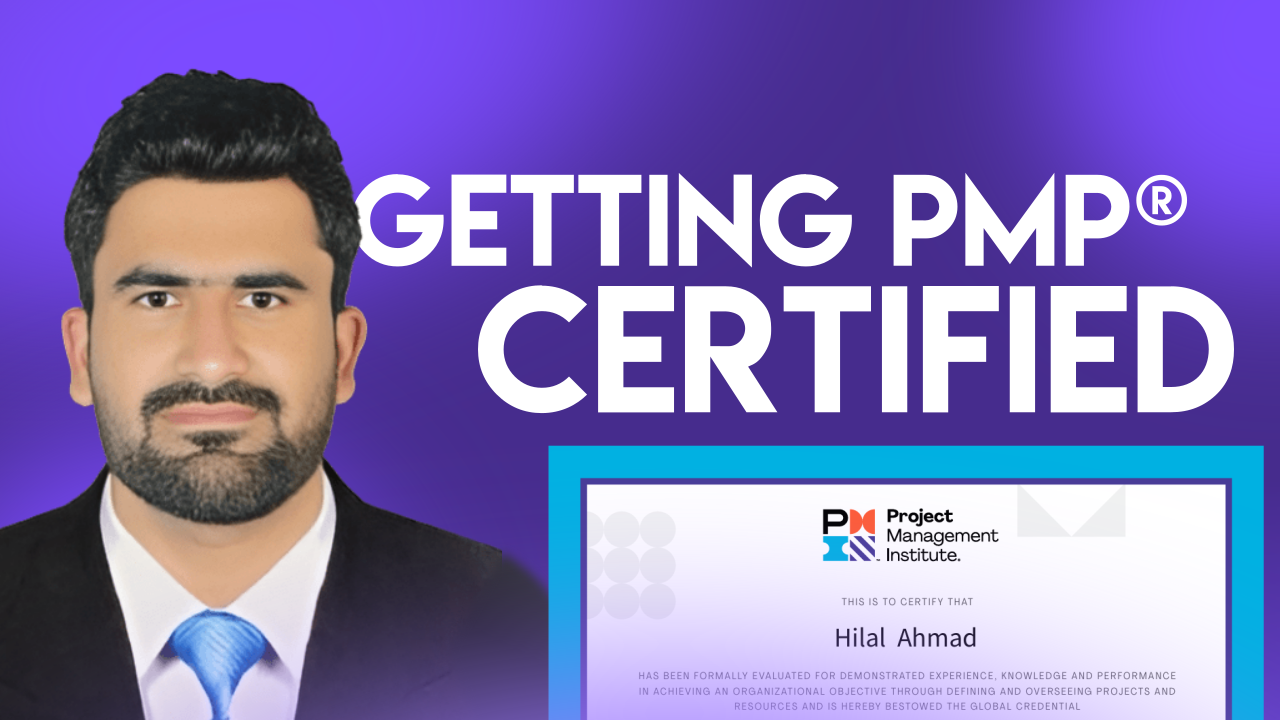 GETTING PMP®
CERTIFIED
Project
Management
Institute.
THIS IS TO CERTIFY THAT
Hilal Ahmad
HAS BEEN FORMALLY EVALUATED FOR DEMONSTRATED EXPERIENCE, KNOWLEDGE AND PERFORMANCE
IN ACHIEVING AN ORGANIZATIONAL OBJECTIVE THROUGH DEFINING AND OVERSEEING PROJECTS AND
RESOURCES AND IS HEREBY BESTOWED THE GLOBAL CREDENTIAL